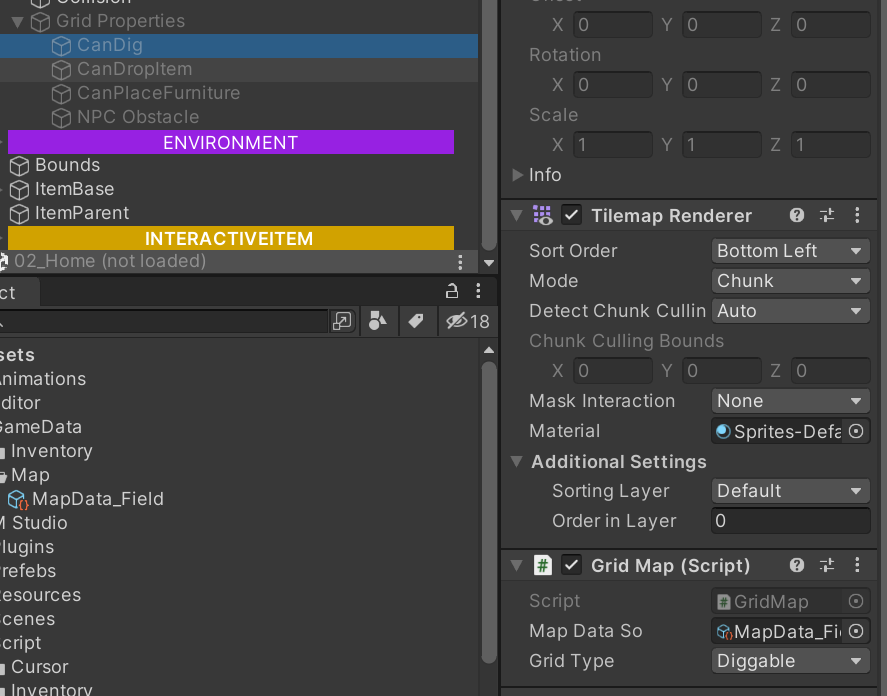 Grid Properties
CanDig
CanDropItem
CanPlaceFurniture
NPC Obstacle
ENVIRONMENT
Bounds
ItemBase
ItemParent
INTERACTIVEITEM
02_Home (not loaded)
ct
18
sets
nimations
ditor
GameData
Inventory
Map
MapData_Field
M Studio
lugins
refebs
esources
cenes
cript
Cursor
Inventory
X 0 Y 0 Z 0
Rotation
X 0 Y 0 Z 0
Scale
X 1 Y 1 Z 1
Info
Tilemap Renderer
Sort Order Bottom Left
Mode Chunk
Detect Chunk Cullin Auto
Chunk Culling Bounds
X 0 Y 0 Z 0
Mask Interaction None
Material Sprites-Defa
Additional Settings
Sorting Layer Default
Order in Layer 0
# Grid Map (Script)
Script # GridMap
Map Data So MapData_Fi
Grid Type Diggable